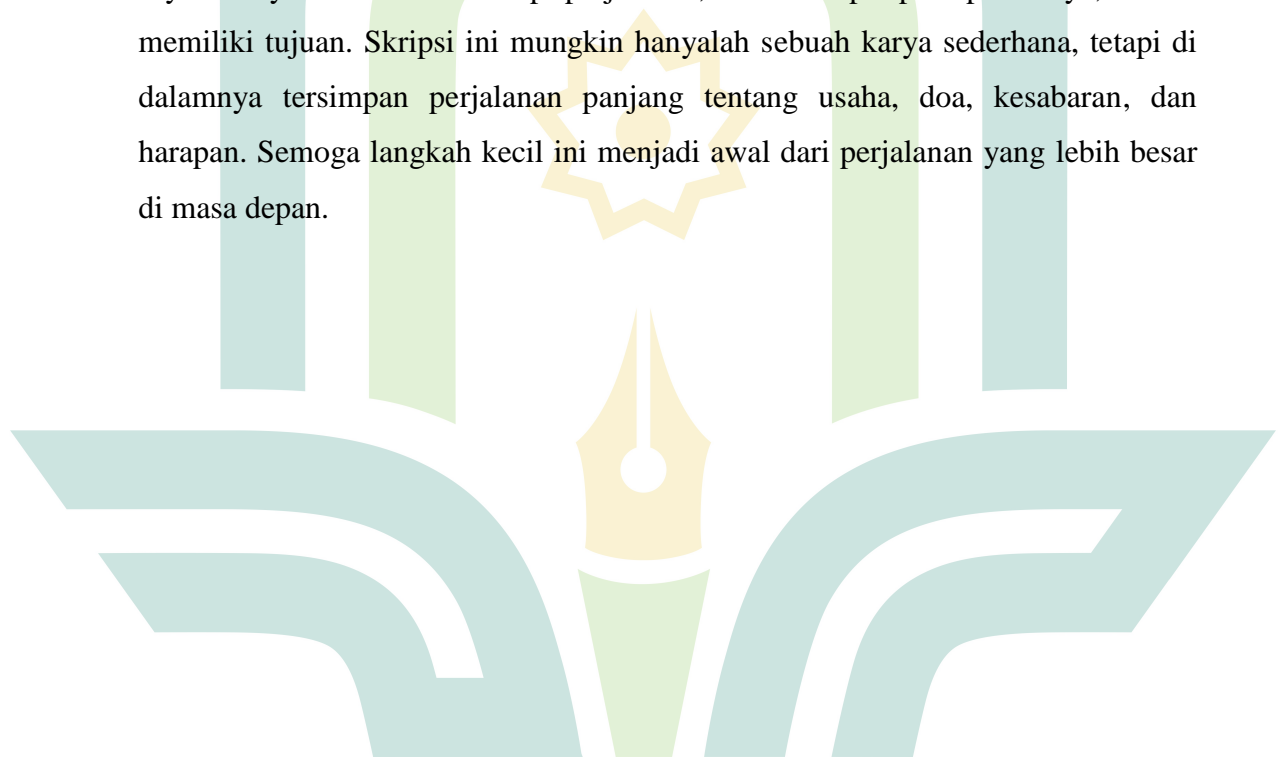 memiliki tujuan. Skripsi ini mungkin hanyalah sebuah karya sederhana, tetapi di
dalamnya tersimpan perjalanan panjang tentang usaha, doa, kesabaran, dan
harapan. Semoga langkah kecil ini menjadi awal dari perjalanan yang lebih besar
di masa depan.